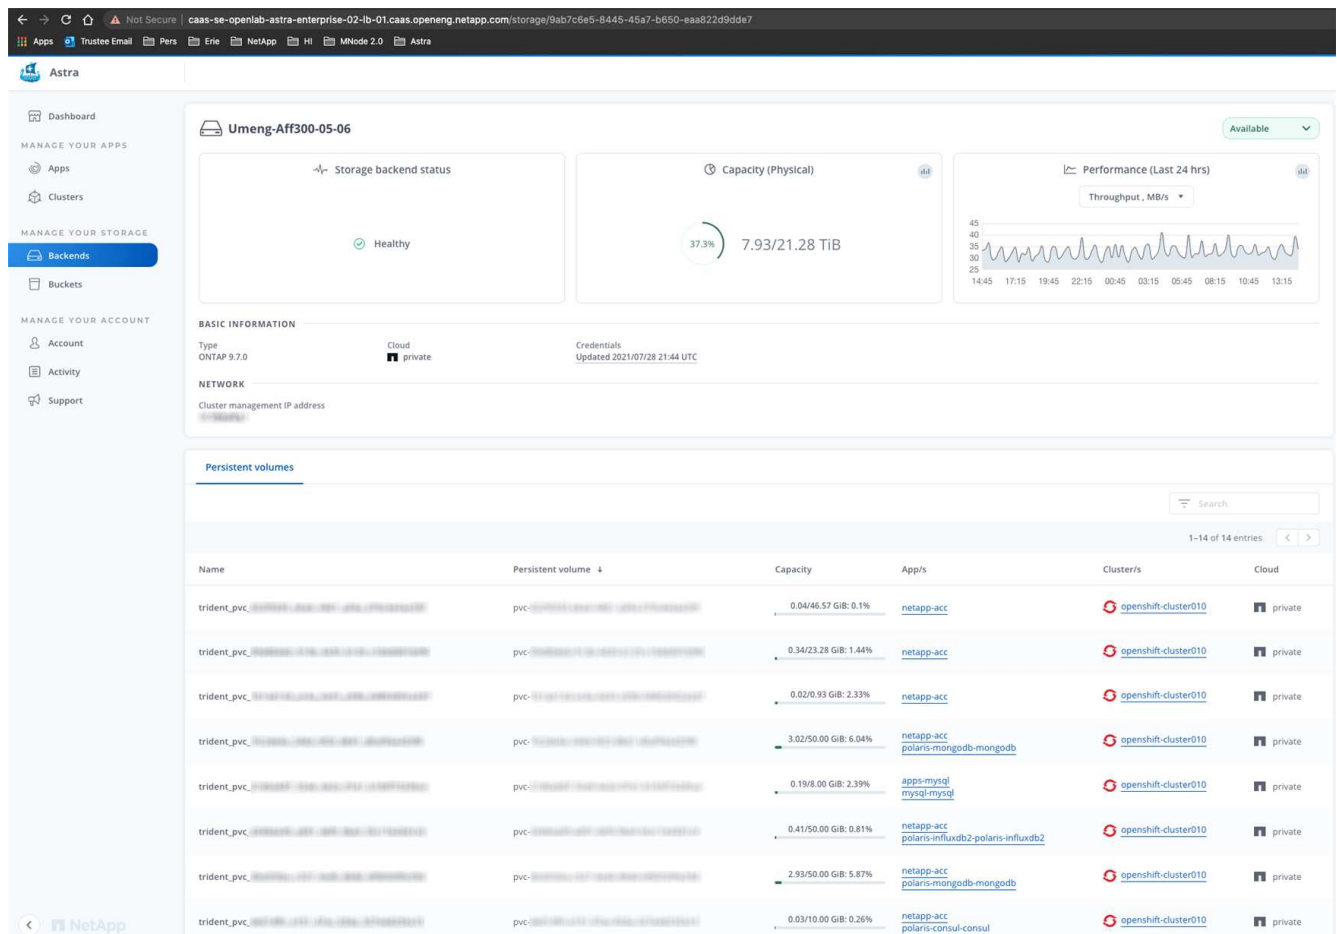 Not Secure | caas-se-openlab-astra-enterprise-02-lb-01.caas.openeng.netapp.com/storage/9ab7c6e5-8445-45a7-b650-eaa822d9dde7
Apps Trustee Email Pers Erie NetApp HI MNode 2.0 Astra
Astra
Dashboard
MANAGE YOUR APPS
Apps
Clusters
MANAGE YOUR STORAGE
Backends
Buckets
MANAGE YOUR ACCOUNT
Account
Activity
Support
NetApp
Umeng-Aff300-05-06
Available
Storage backend status
Healthy
Capacity (Physical)
37.3%
7.93/21.28 TiB
Performance (Last 24 hrs)
Throughput , MB/s
45
40
35
30
25
14:45 17:15 19:45 22:15 00:45 03:15 05:45 08:15 10:45 13:15
BASIC INFORMATION
Type Cloud Credentials
ONTAP 9.7.0 private Updated 2021/07/28 21:44 UTC
NETWORK
Cluster management IP address
Persistent volumes
Search
1–14 of 14 entries
Name Persistent volume Capacity App/s Cluster/s Cloud
trident_pvc_ pvc- 0.04/46.57 GiB: 0.1% netapp-acc openshift-cluster010 private
trident_pvc_ pvc- 0.34/23.28 GiB: 1.44% netapp-acc openshift-cluster010 private
trident_pvc_ pvc- 0.02/0.93 GiB: 2.33% netapp-acc openshift-cluster010 private
trident_pvc_ pvc- 3.02/50.00 GiB: 6.04% netapp-acc openshift-cluster010 private
polaris-mongodb-mongodb
trident_pvc_ pvc- 0.19/8.00 GiB: 2.39% apps-mysql openshift-cluster010 private
mysql-mysql
trident_pvc_ pvc- 0.41/50.00 GiB: 0.81% netapp-acc openshift-cluster010 private
polaris-influxdb2-polaris-influxdb2
trident_pvc_ pvc- 2.93/50.00 GiB: 5.87% netapp-acc openshift-cluster010 private
polaris-mongodb-mongodb
trident_pvc_ pvc- 0.03/10.00 GiB: 0.26% netapp-acc openshift-cluster010 private
polaris-consul-consul